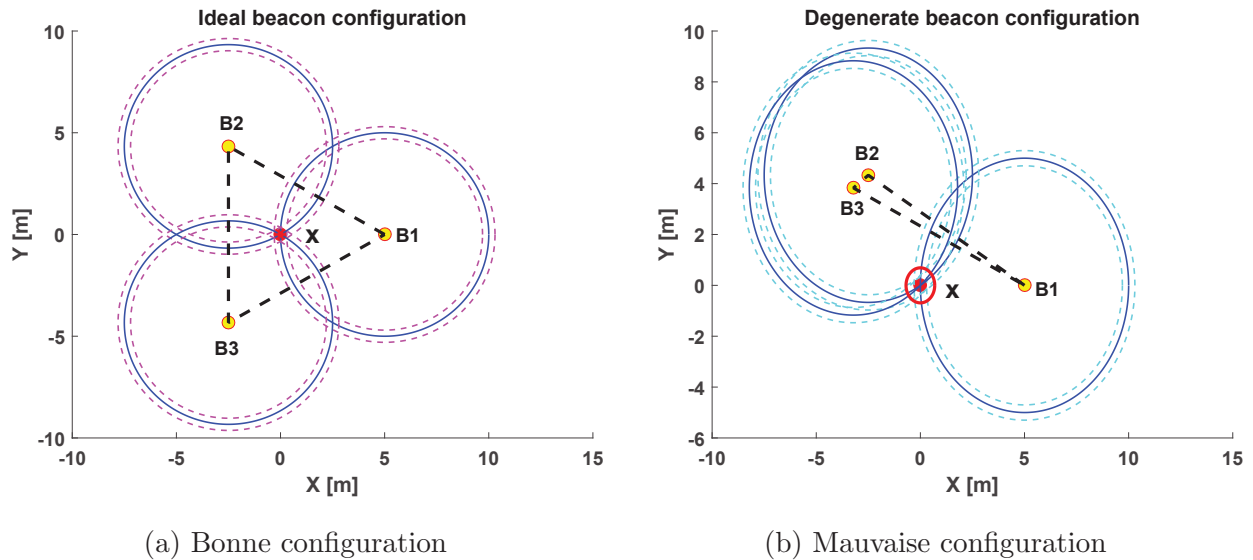 Ideal beacon configuration
10
5
0
-5
-10
Y [m]
B2
X
B1
B3
-10
-5
0
5
10
15
X [m]
(a) Bonne configuration
Degenerate beacon configuration
10
8
6
4
2
0
-2
-4
-6
Y [m]
B2
B3
X
B1
-10
-5
0
5
10
15
X [m]
(b) Mauvaise configuration